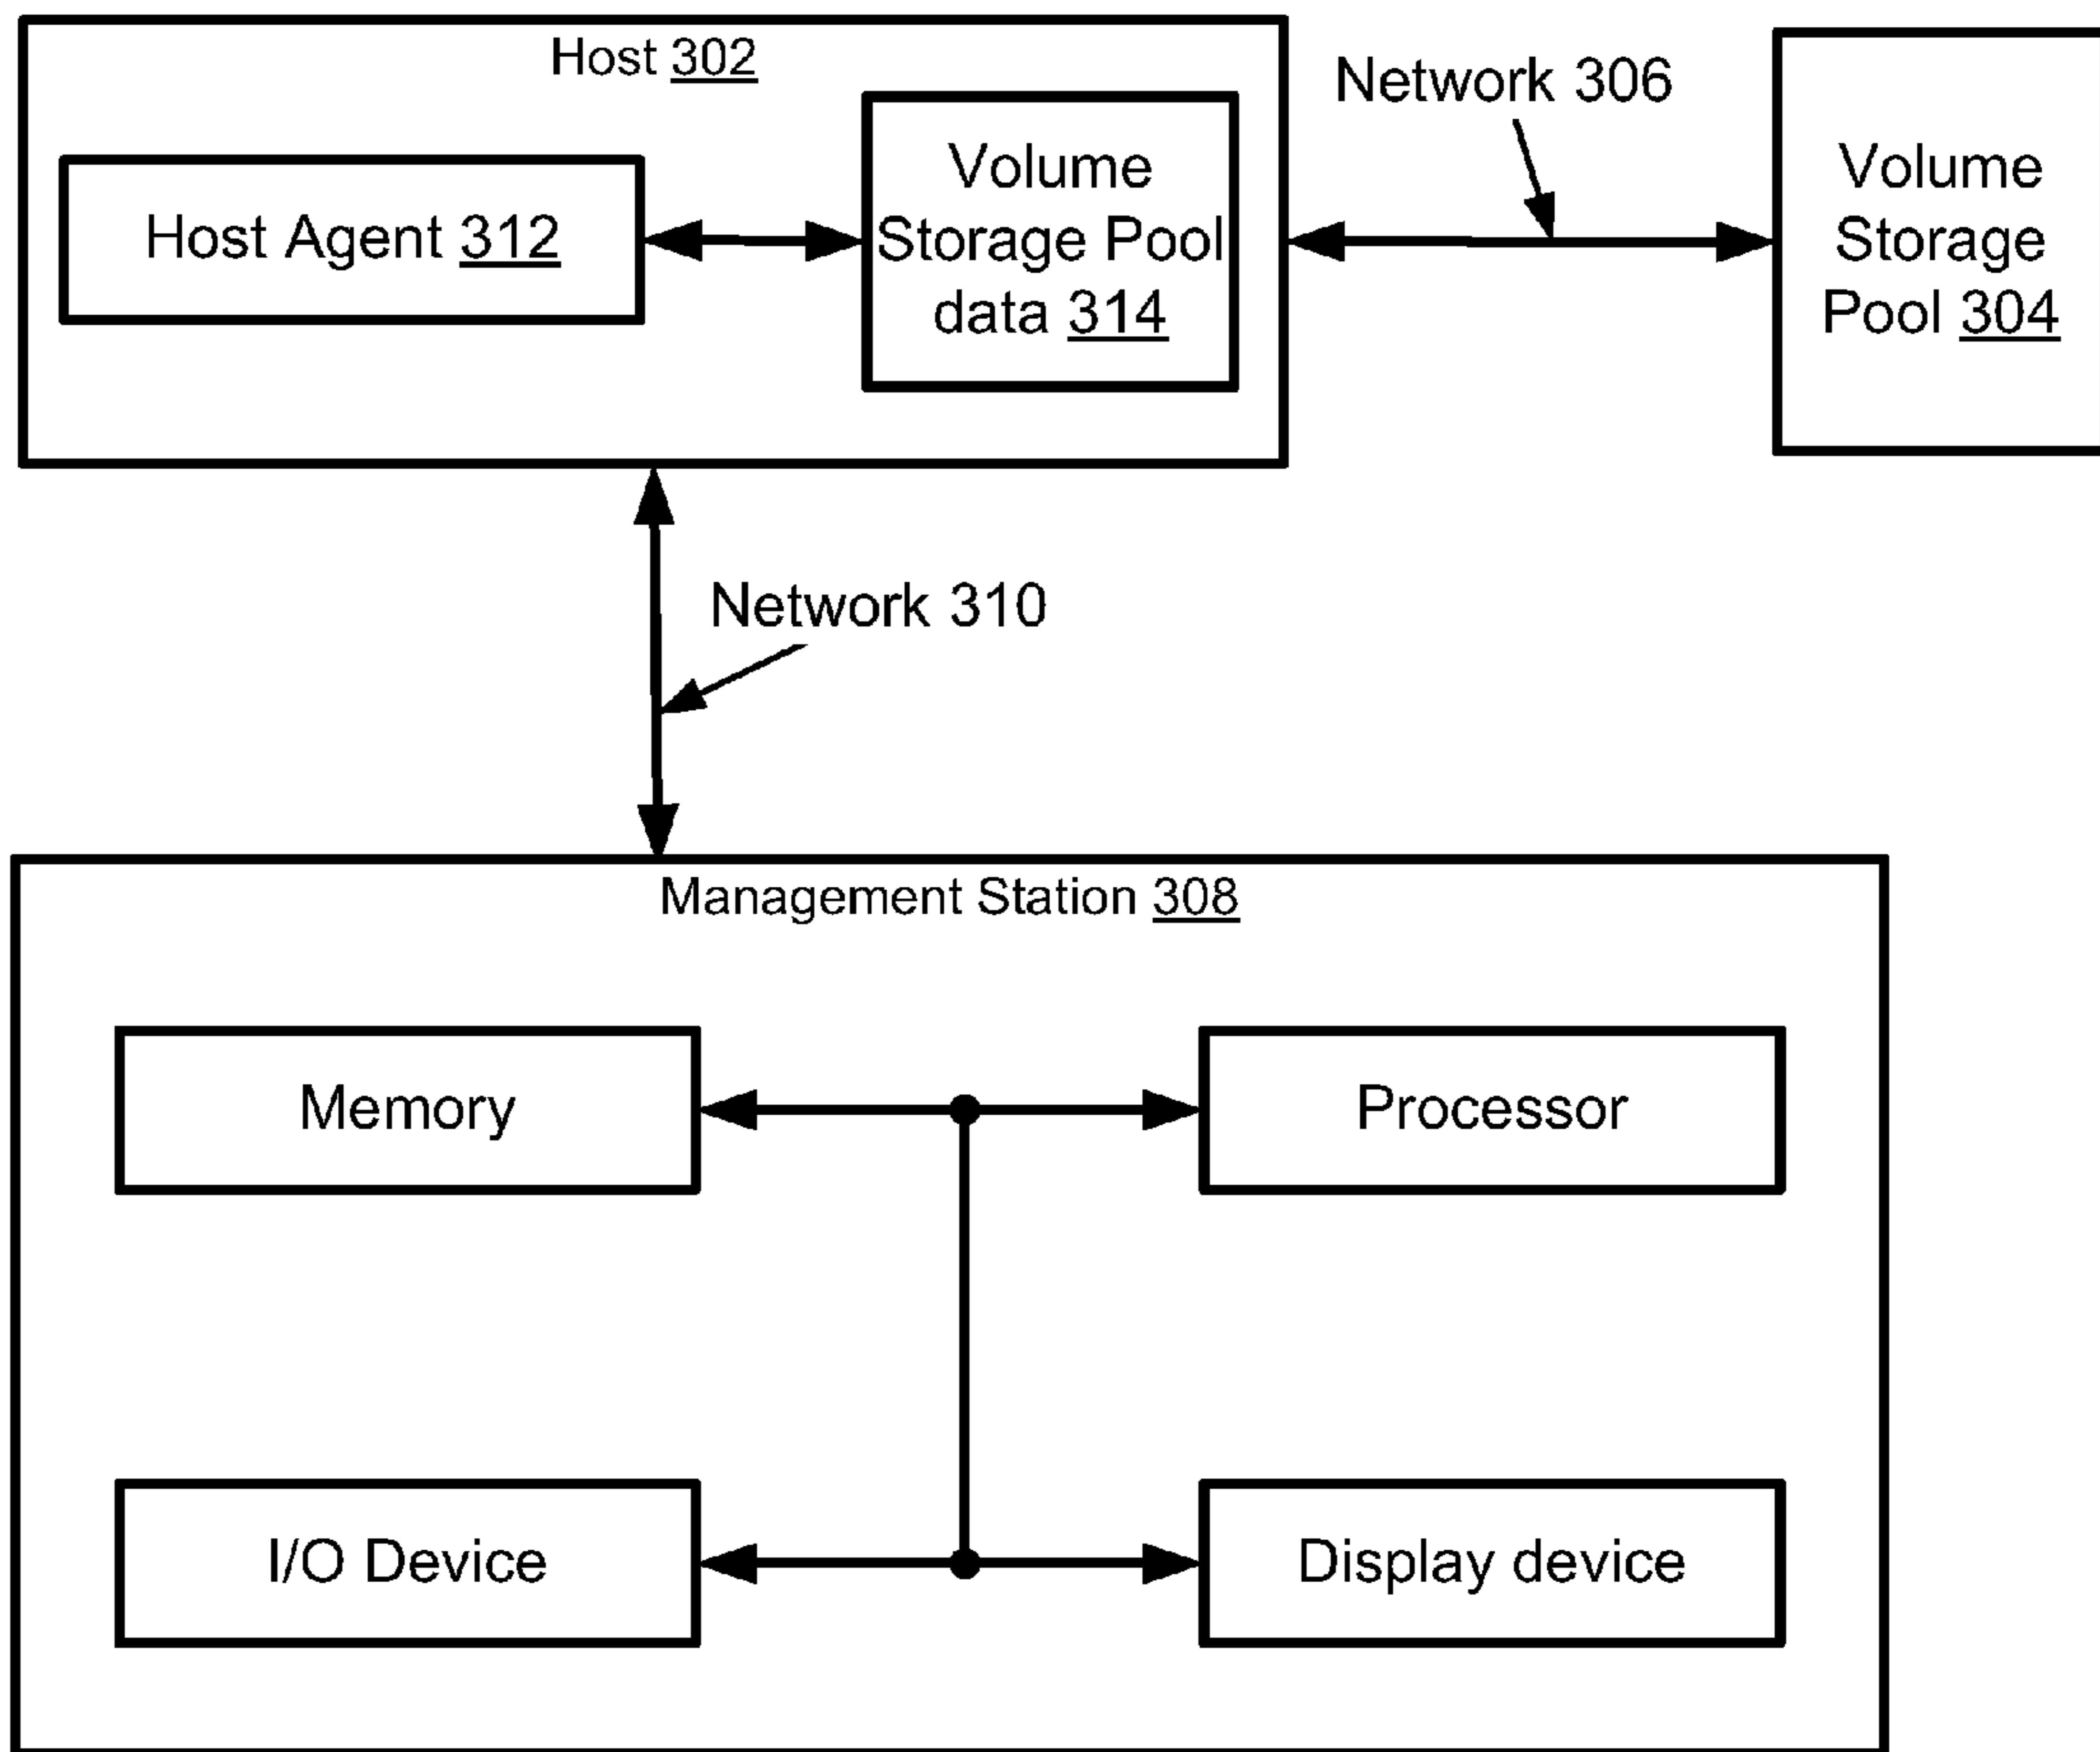 Host 302
Network 306
Host Agent 312
Volume
Storage Pool
data 314
Volume
Storage
Pool 304
Network 310
Management Station 308
Memory
Processor
I/O Device
Display device